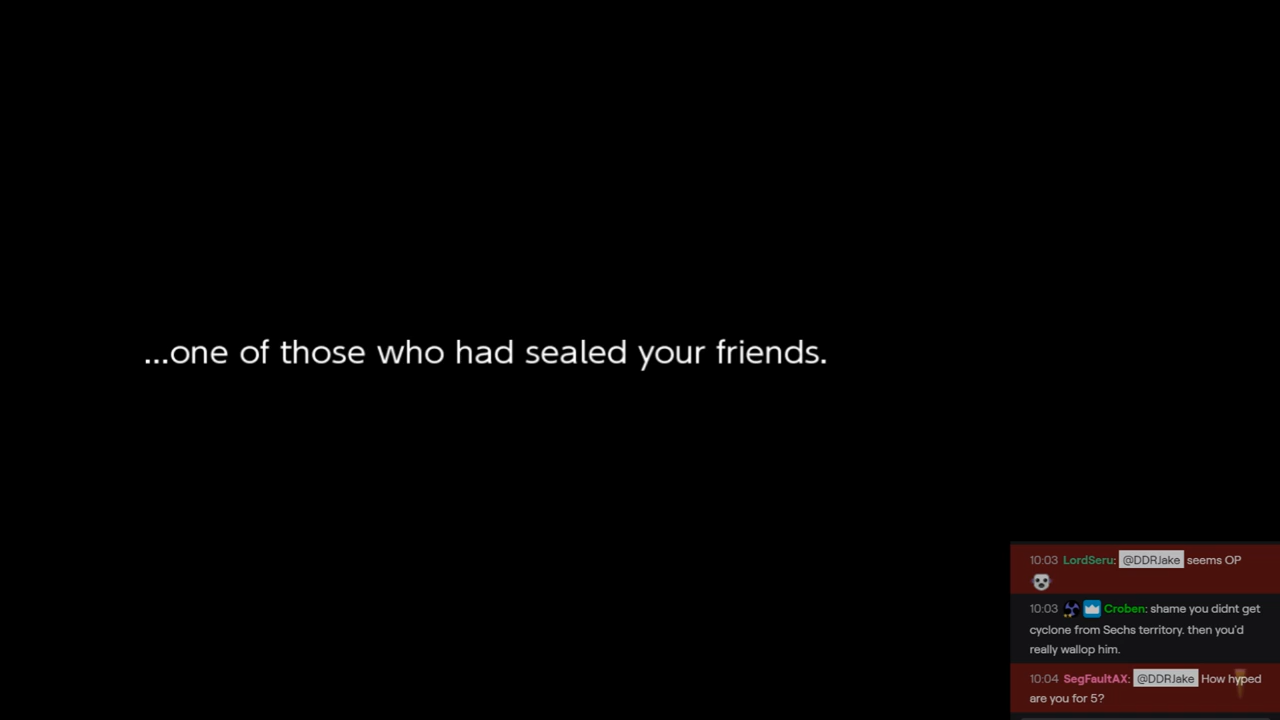 ...one of those who had sealed your friends.
10:03 LordSeru: @DDRJake seems OP
10:03 Croben: shame you didnt get
cyclone from Sechs territory. then you'd
really wallop him.
10:04 SegFaultAX: @DDRJake How hyped
are you for 5?